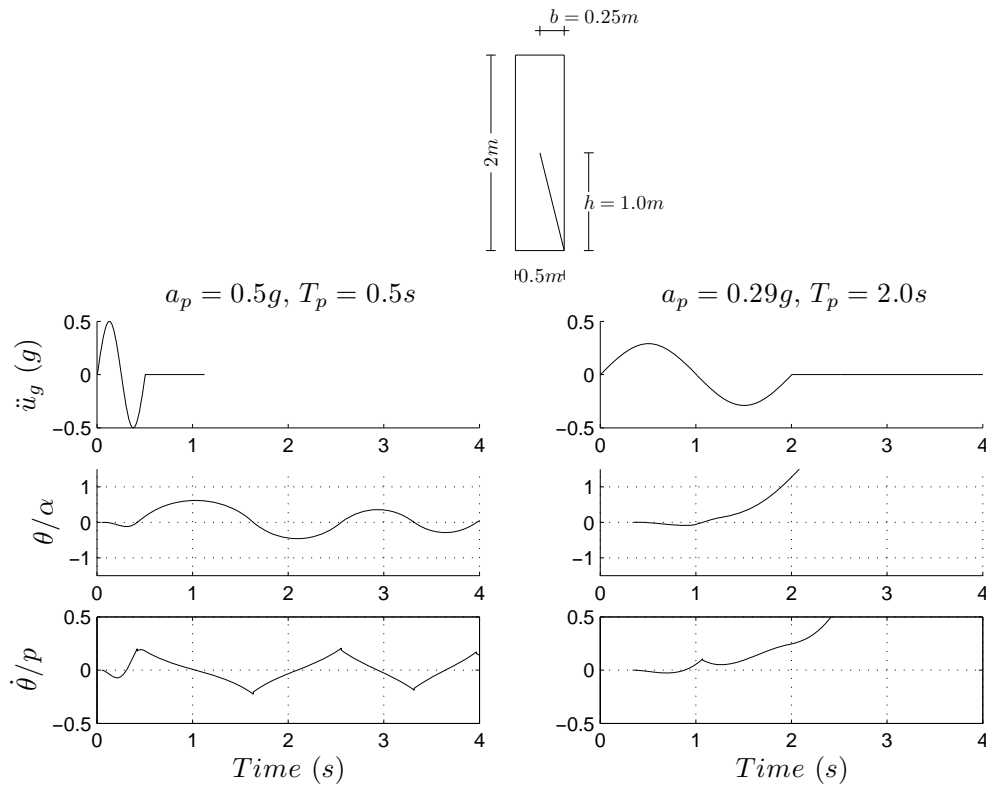 b = 0.25m
2m
h = 1.0m
0.5m
a_p = 0.5g, T_p = 0.5s
a_p = 0.29g, T_p = 2.0s
ü_g (g)
0.5
0
−0.5
0 1 2 3 4
0.5
0
−0.5
0 1 2 3 4
θ/α
1
0
−1
0 1 2 3 4
1
0
−1
0 1 2 3 4
θ̇/p
0.5
0
−0.5
0 1 2 3 4
Time (s)
0.5
0
−0.5
0 1 2 3 4
Time (s)